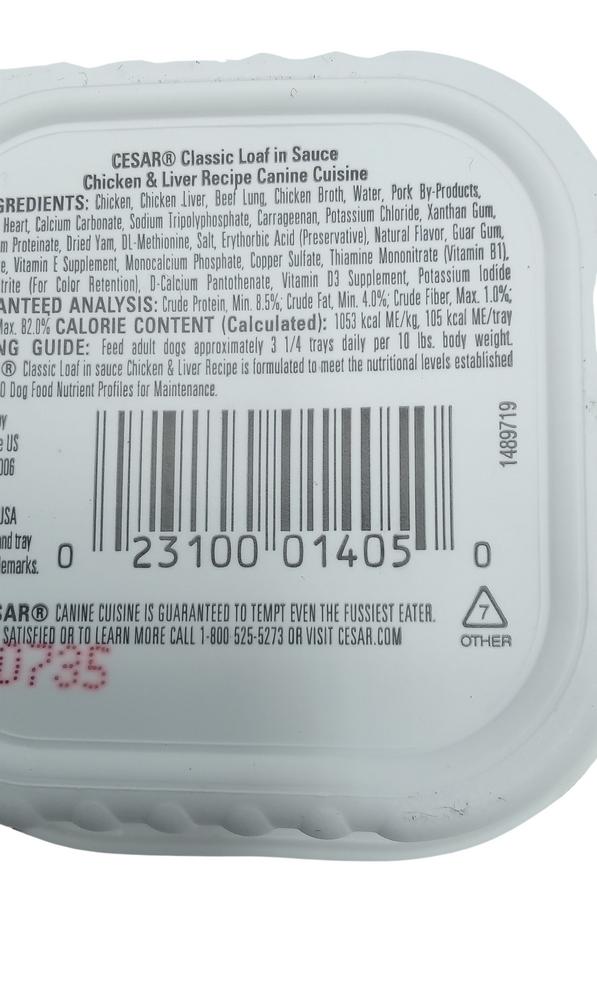 CESAR® Classic Loaf in Sauce
Chicken & Liver Recipe Canine Cuisine
GREDIENTS: Chicken, Chicken Liver, Beef Lung, Chicken Broth, Water, Pork By-Products,
Heart, Calcium Carbonate, Sodium Tripolyphosphate, Carrageenan, Potassium Chloride, Xanthan Gum,
m Proteinate, Dried Yam, DL-Methionine, Salt, Erythorbic Acid (Preservative), Natural Flavor, Guar Gum,
e, Vitamin E Supplement, Monocalcium Phosphate, Copper Sulfate, Thiamine Mononitrate (Vitamin B1),
trite (For Color Retention), D-Calcium Pantothenate, Vitamin D3 Supplement, Potassium Iodide
ANTEED ANALYSIS: Crude Protein, Min. 8.5%; Crude Fat, Min. 4.0%; Crude Fiber, Max. 1.0%;
Max. 82.0% CALORIE CONTENT (Calculated): 1053 kcal ME/kg, 105 kcal ME/tray
NG GUIDE: Feed adult dogs approximately 3 1/4 trays daily per 10 lbs. body weight.
® Classic Loaf in sauce Chicken & Liver Recipe is formulated to meet the nutritional levels established
O Dog Food Nutrient Profiles for Maintenance.
y
e US
006
USA
and tray
demarks.
0 23100 01405 0
1489719
SAR® CANINE CUISINE IS GUARANTEED TO TEMPT EVEN THE FUSSIEST EATER.
SATISFIED OR TO LEARN MORE CALL 1-800 525-5273 OR VISIT CESAR.COM
7
OTHER
0735